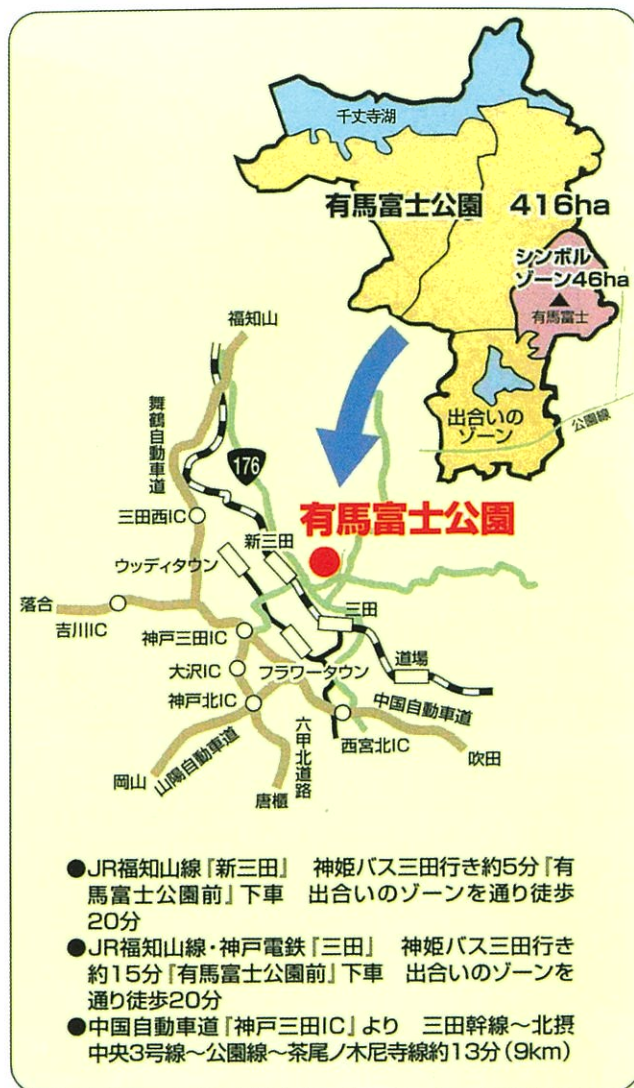 千丈寺湖
有馬富士公園　416ha
シンボル
ゾーン46ha
有馬富士
出合いの
ゾーン
公園線
福知山
舞鶴自動車道
176
三田西IC
有馬富士公園
新三田
ウッディタウン
落合
吉川IC
三田
神戸三田IC
道場
大沢IC
フラワータウン
神戸北IC
中国自動車道
山陽自動車道
六甲北道路
西宮北IC
岡山
唐櫃
吹田
●JR福知山線『新三田』　神姫バス三田行き約5分『有
馬富士公園前』下車　出合いのゾーンを通り徒歩
20分
●JR福知山線・神戸電鉄『三田』　神姫バス三田行き
約15分『有馬富士公園前』下車　出合いのゾーンを
通り徒歩20分
●中国自動車道『神戸三田IC』より　三田幹線～北摂
中央3号線～公園線～茶尾ノ木尼寺線約13分（9km）